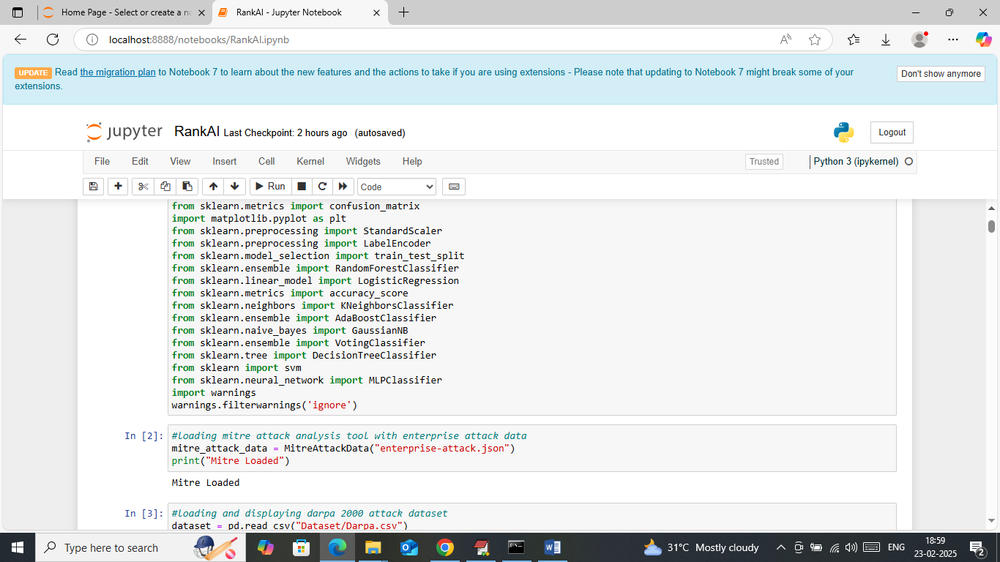 Home Page - Select or create a no
RankAI - Jupyter Notebook
localhost:8888/notebooks/RankAI.ipynb
UPDATE Read the migration plan to Notebook 7 to learn about the new features and the actions to take if you are using extensions - Please note that updating to Notebook 7 might break some of your
extensions.
Don't show anymore
jupyter RankAI Last Checkpoint: 2 hours ago (autosaved)
Logout
File Edit View Insert Cell Kernel Widgets Help
Trusted
Python 3 (ipykernel)
Run
Code
from sklearn.metrics import confusion_matrix
import matplotlib.pyplot as plt
from sklearn.preprocessing import StandardScaler
from sklearn.preprocessing import LabelEncoder
from sklearn.model_selection import train_test_split
from sklearn.ensemble import RandomForestClassifier
from sklearn.linear_model import LogisticRegression
from sklearn.metrics import accuracy_score
from sklearn.neighbors import KNeighborsClassifier
from sklearn.ensemble import AdaBoostClassifier
from sklearn.naive_bayes import GaussianNB
from sklearn.ensemble import VotingClassifier
from sklearn.tree import DecisionTreeClassifier
from sklearn import svm
from sklearn.neural_network import MLPClassifier
import warnings
warnings.filterwarnings('ignore')
In [2]: #loading mitre attack analysis tool with enterprise attack data
mitre_attack_data = MitreAttackData("enterprise-attack.json")
print("Mitre Loaded")
Mitre Loaded
In [3]: #loading and displaying darpa 2000 attack dataset
dataset = pd.read_csv("Dataset/Darpa.csv")
Type here to search
31°C Mostly cloudy
ENG
18:59
23-02-2025
2